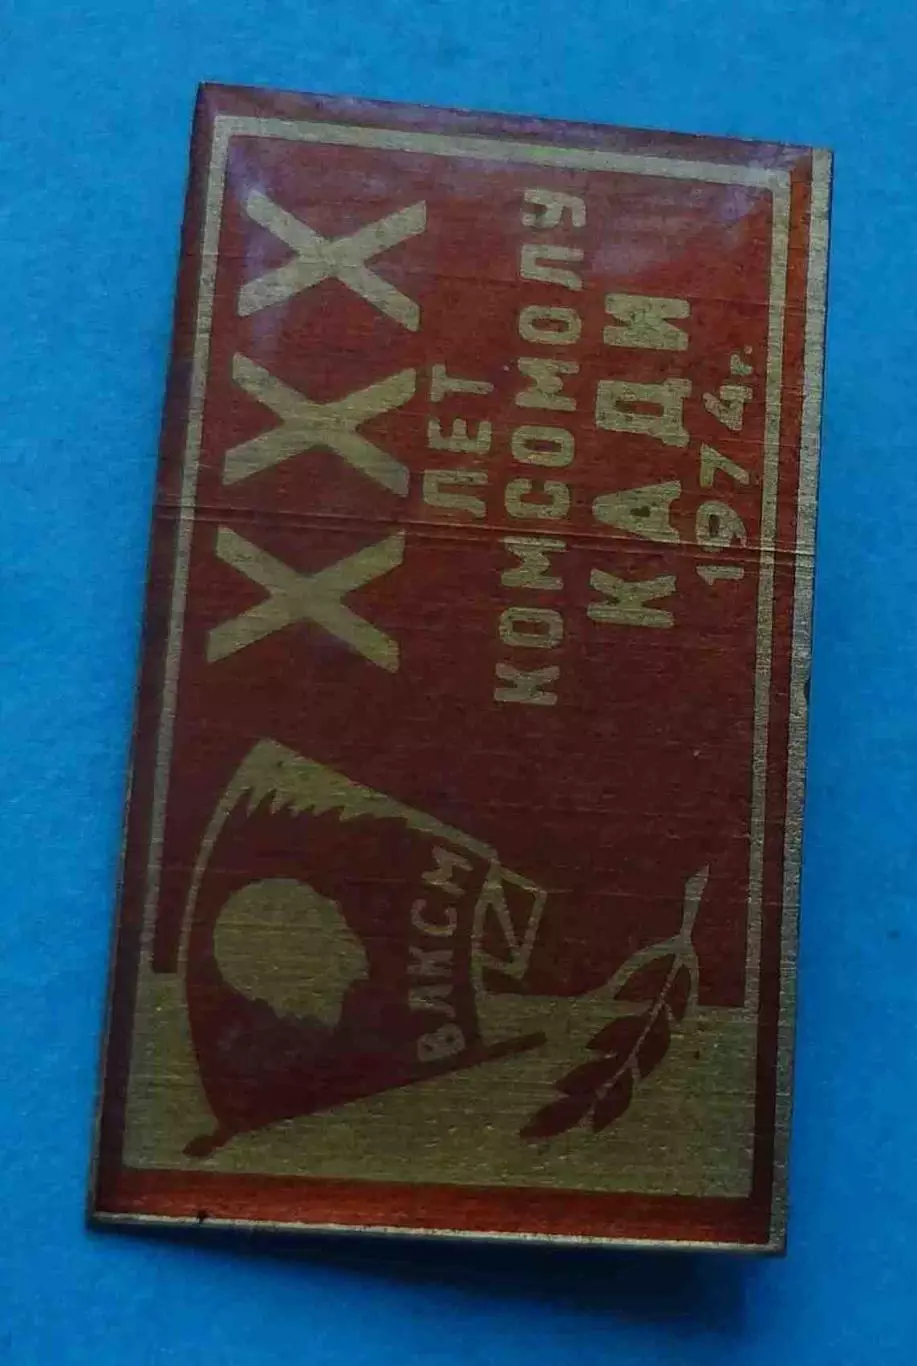 XXX
ЛЕТ
КОМСОМОЛУ
КАДИ
1974г.
ВЛКСМ